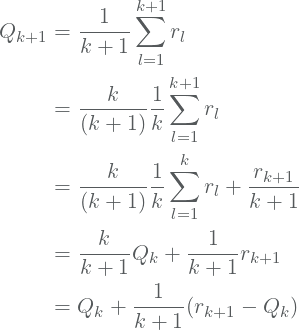 Q_{k+1} = \frac{1}{k+1} \sum_{l=1}^{k+1} r_l
= \frac{k}{(k+1)} \frac{1}{k} \sum_{l=1}^{k+1} r_l
= \frac{k}{(k+1)} \frac{1}{k} \sum_{l=1}^{k} r_l + \frac{r_{k+1}}{k+1}
= \frac{k}{k+1} Q_k + \frac{1}{k+1} r_{k+1}
= Q_k + \frac{1}{k+1} (r_{k+1} - Q_k)